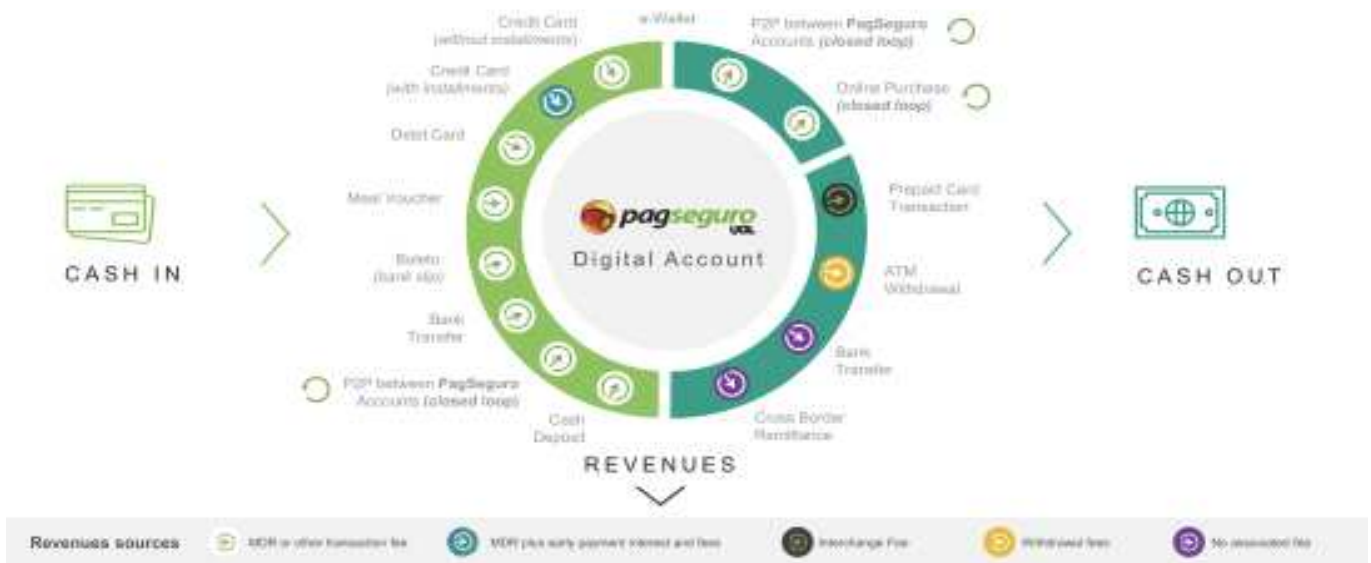 Credit Card
(without installments)
e-Wallet
P2P between PagSeguro
Accounts (closed loop)
Credit Card
(with installments)
Online Purchase
(closed loop)
Debit Card
Meal Voucher
Prepaid Card
Transaction
pagseguro
UOL
Digital Account
CASH IN
CASH OUT
Boleto
(bank slip)
ATM
Withdrawal
Bank
Transfer
Bank
Transfer
P2P between PagSeguro
Accounts (closed loop)
Cash
Deposit
Cross Border
Remittance
REVENUES
Revenues sources
MDR or other transaction fee
MDR plus early payment interest and fees
Interchange Fee
Withdrawal fees
No associated fee